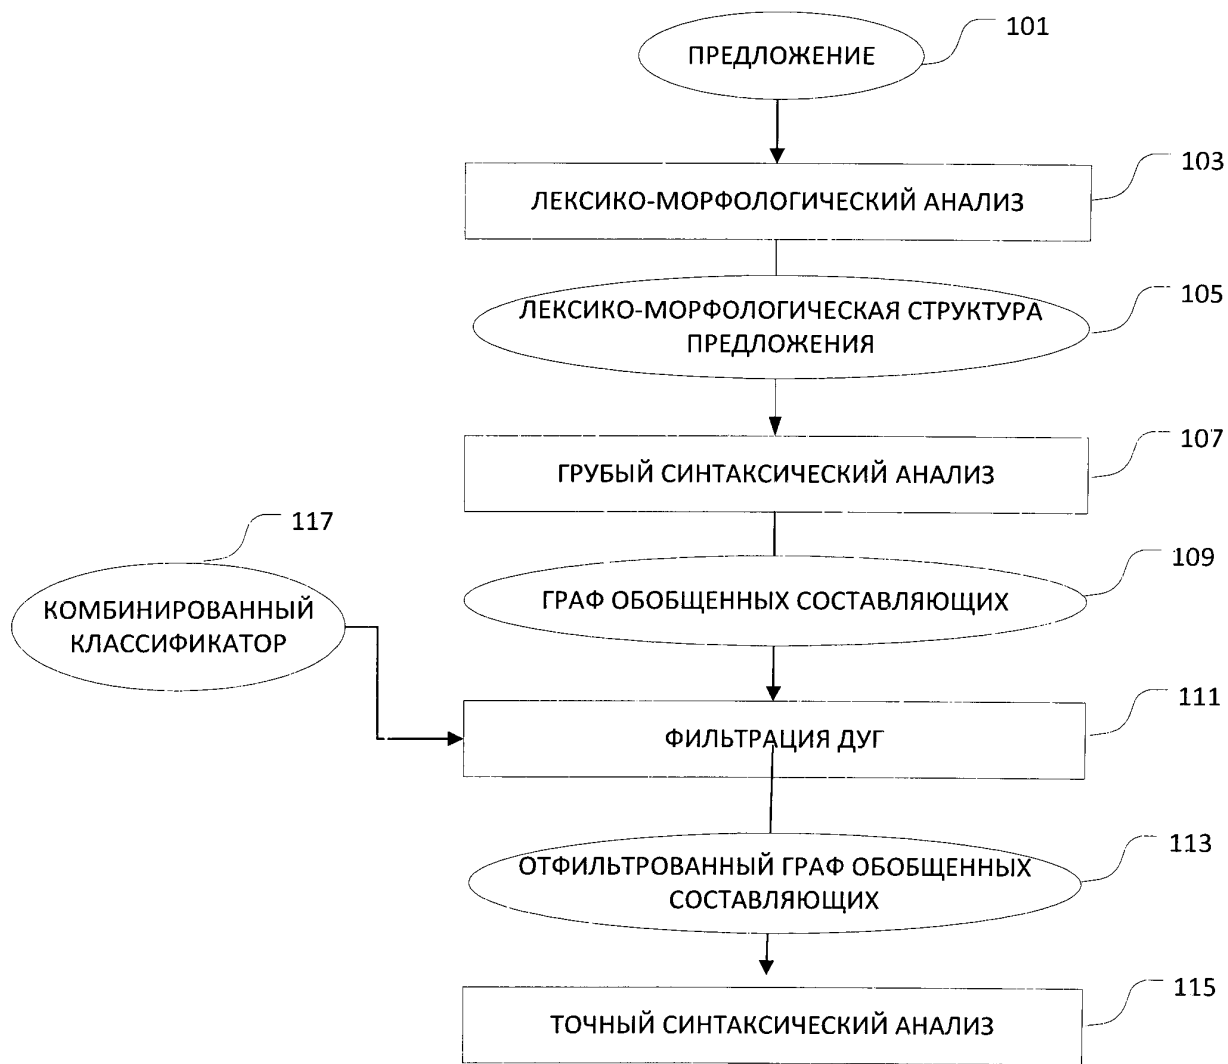 ПРЕДЛОЖЕНИЕ
101
ЛЕКСИКО-МОРФОЛОГИЧЕСКИЙ АНАЛИЗ
103
ЛЕКСИКО-МОРФОЛОГИЧЕСКАЯ СТРУКТУРА
ПРЕДЛОЖЕНИЯ
105
ГРУБЫЙ СИНТАКСИЧЕСКИЙ АНАЛИЗ
107
117
КОМБИНИРОВАННЫЙ
КЛАССИФИКАТОР
ГРАФ ОБОБЩЕННЫХ СОСТАВЛЯЮЩИХ
109
ФИЛЬТРАЦИЯ ДУГ
111
ОТФИЛЬТРОВАННЫЙ ГРАФ ОБОБЩЕННЫХ
СОСТАВЛЯЮЩИХ
113
ТОЧНЫЙ СИНТАКСИЧЕСКИЙ АНАЛИЗ
115